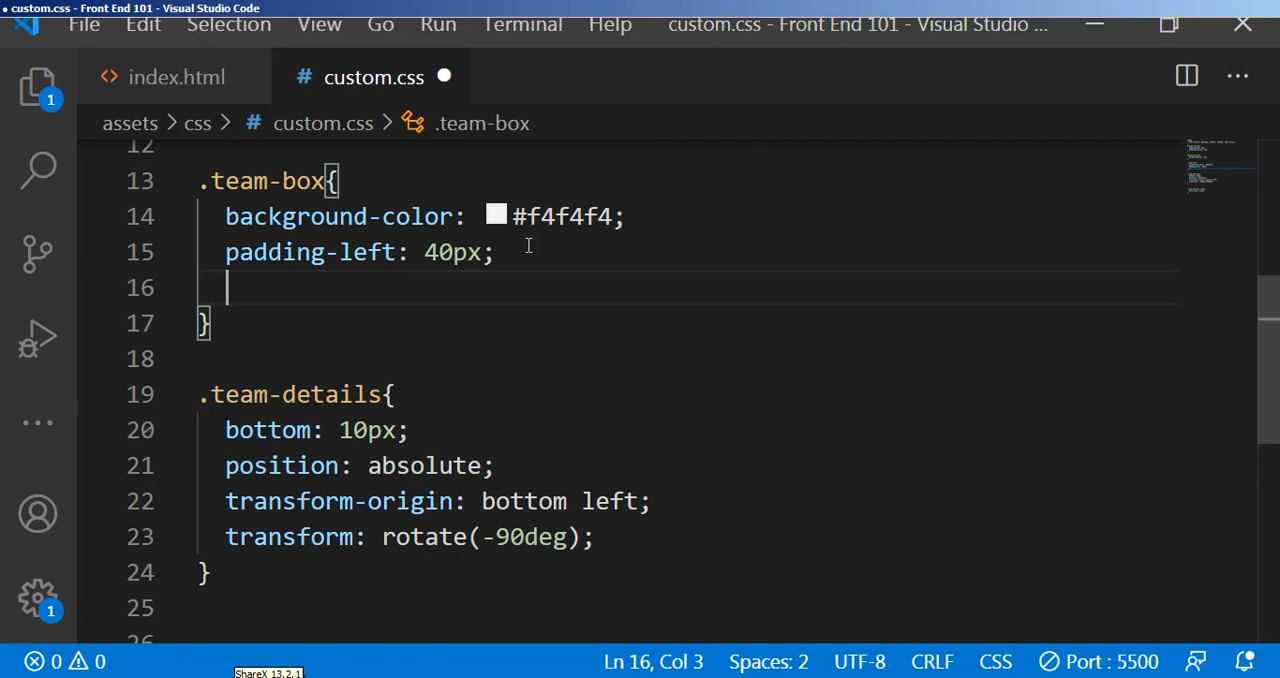 custom.css - Front End 101 - Visual Studio Code
File Edit Selection View Go Run Terminal Help custom.css - Front End 101 - Visual Studio ...
index.html # custom.css
assets > css > # custom.css > .team-box
12
13 .team-box{
14 background-color: #f4f4f4;
15 padding-left: 40px;
16
17 }
18
19 .team-details{
20 bottom: 10px;
21 position: absolute;
22 transform-origin: bottom left;
23 transform: rotate(-90deg);
24 }
25
26
1
1
0 0 Ln 16, Col 3 Spaces: 2 UTF-8 CRLF CSS Port : 5500
ShareX 13.2.1